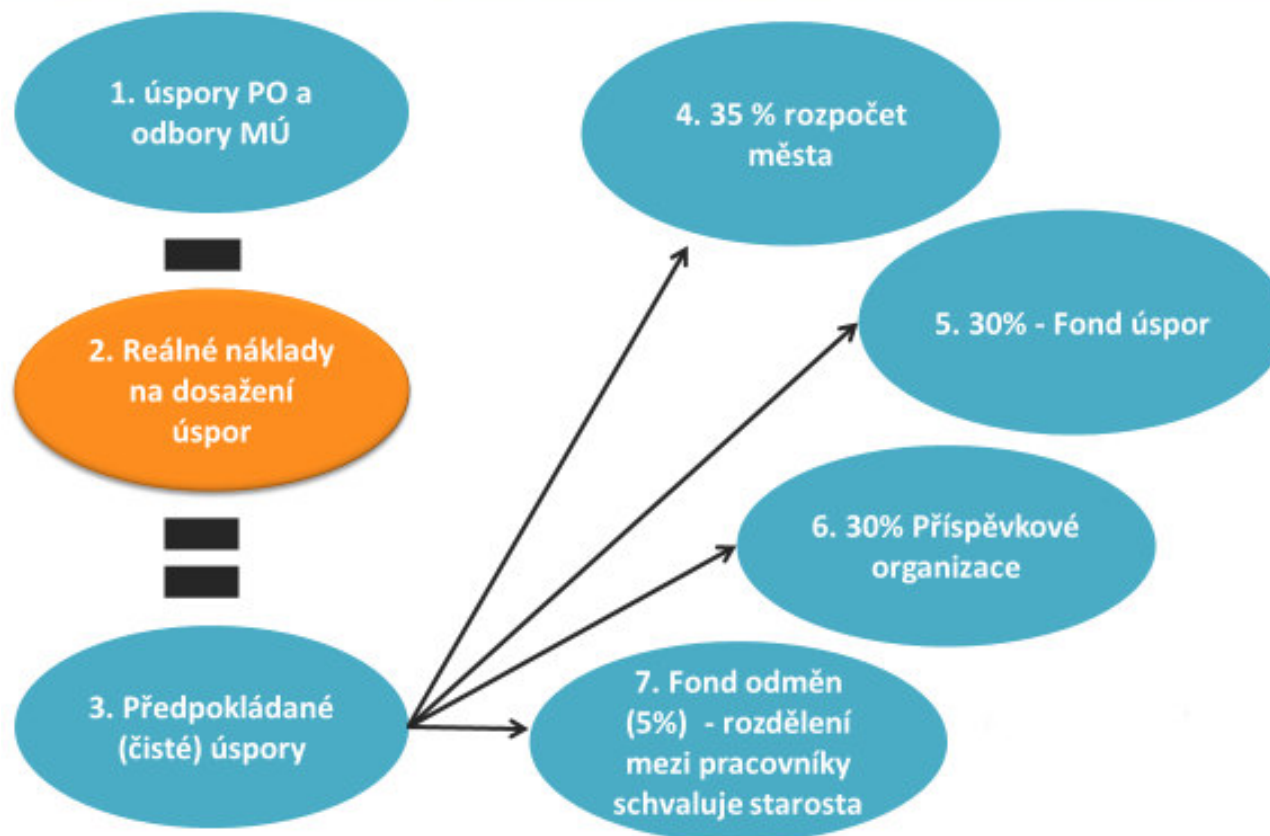 1. úspory PO a
odbory MÚ
2. Reálné náklady
na dosažení
úspor
3. Předpokládané
(čisté) úspory
4. 35 % rozpočet
města
5. 30% - Fond úspor
6. 30% Příspěvkové
organizace
7. Fond odměn
(5%) - rozdělení
mezi pracovníky
schvaluje starosta